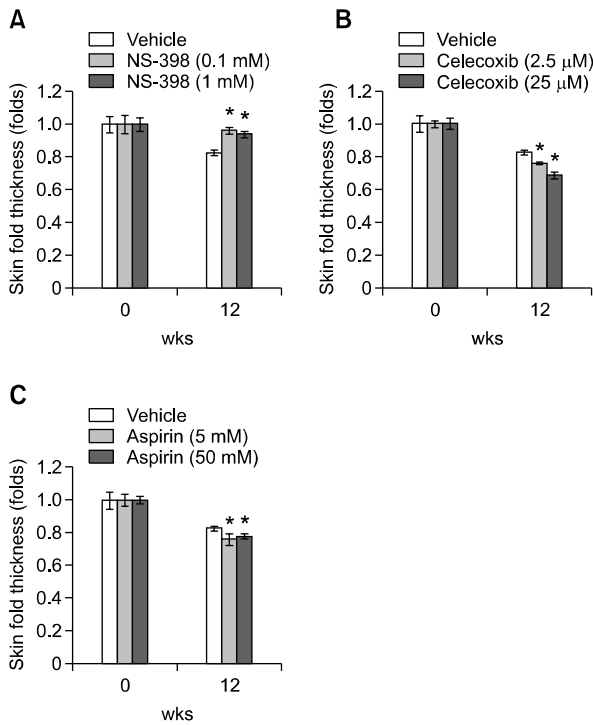 A
Vehicle
NS-398 (0.1 mM)
NS-398 (1 mM)
Skin fold thickness (folds)
1.2
1.0
0.8
0.6
0.4
0.2
0
* *
0 12
wks
B
Vehicle
Celecoxib (2.5 μM)
Celecoxib (25 μM)
Skin fold thickness (folds)
1.2
1.0
0.8
0.6
0.4
0.2
0
*
*
0 12
wks
C
Vehicle
Aspirin (5 mM)
Aspirin (50 mM)
Skin fold thickness (folds)
1.2
1.0
0.8
0.6
0.4
0.2
0
* *
0 12
wks